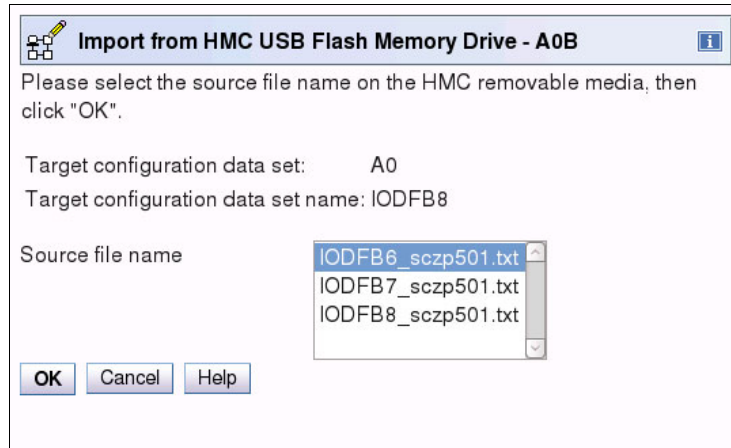 Import from HMC USB Flash Memory Drive - A0B
i
Please select the source file name on the HMC removable media, then
click "OK".
Target configuration data set: A0
Target configuration data set name: IODFB8
Source file name
IODFB6_sczp501.txt
IODFB7_sczp501.txt
IODFB8_sczp501.txt
OK Cancel Help